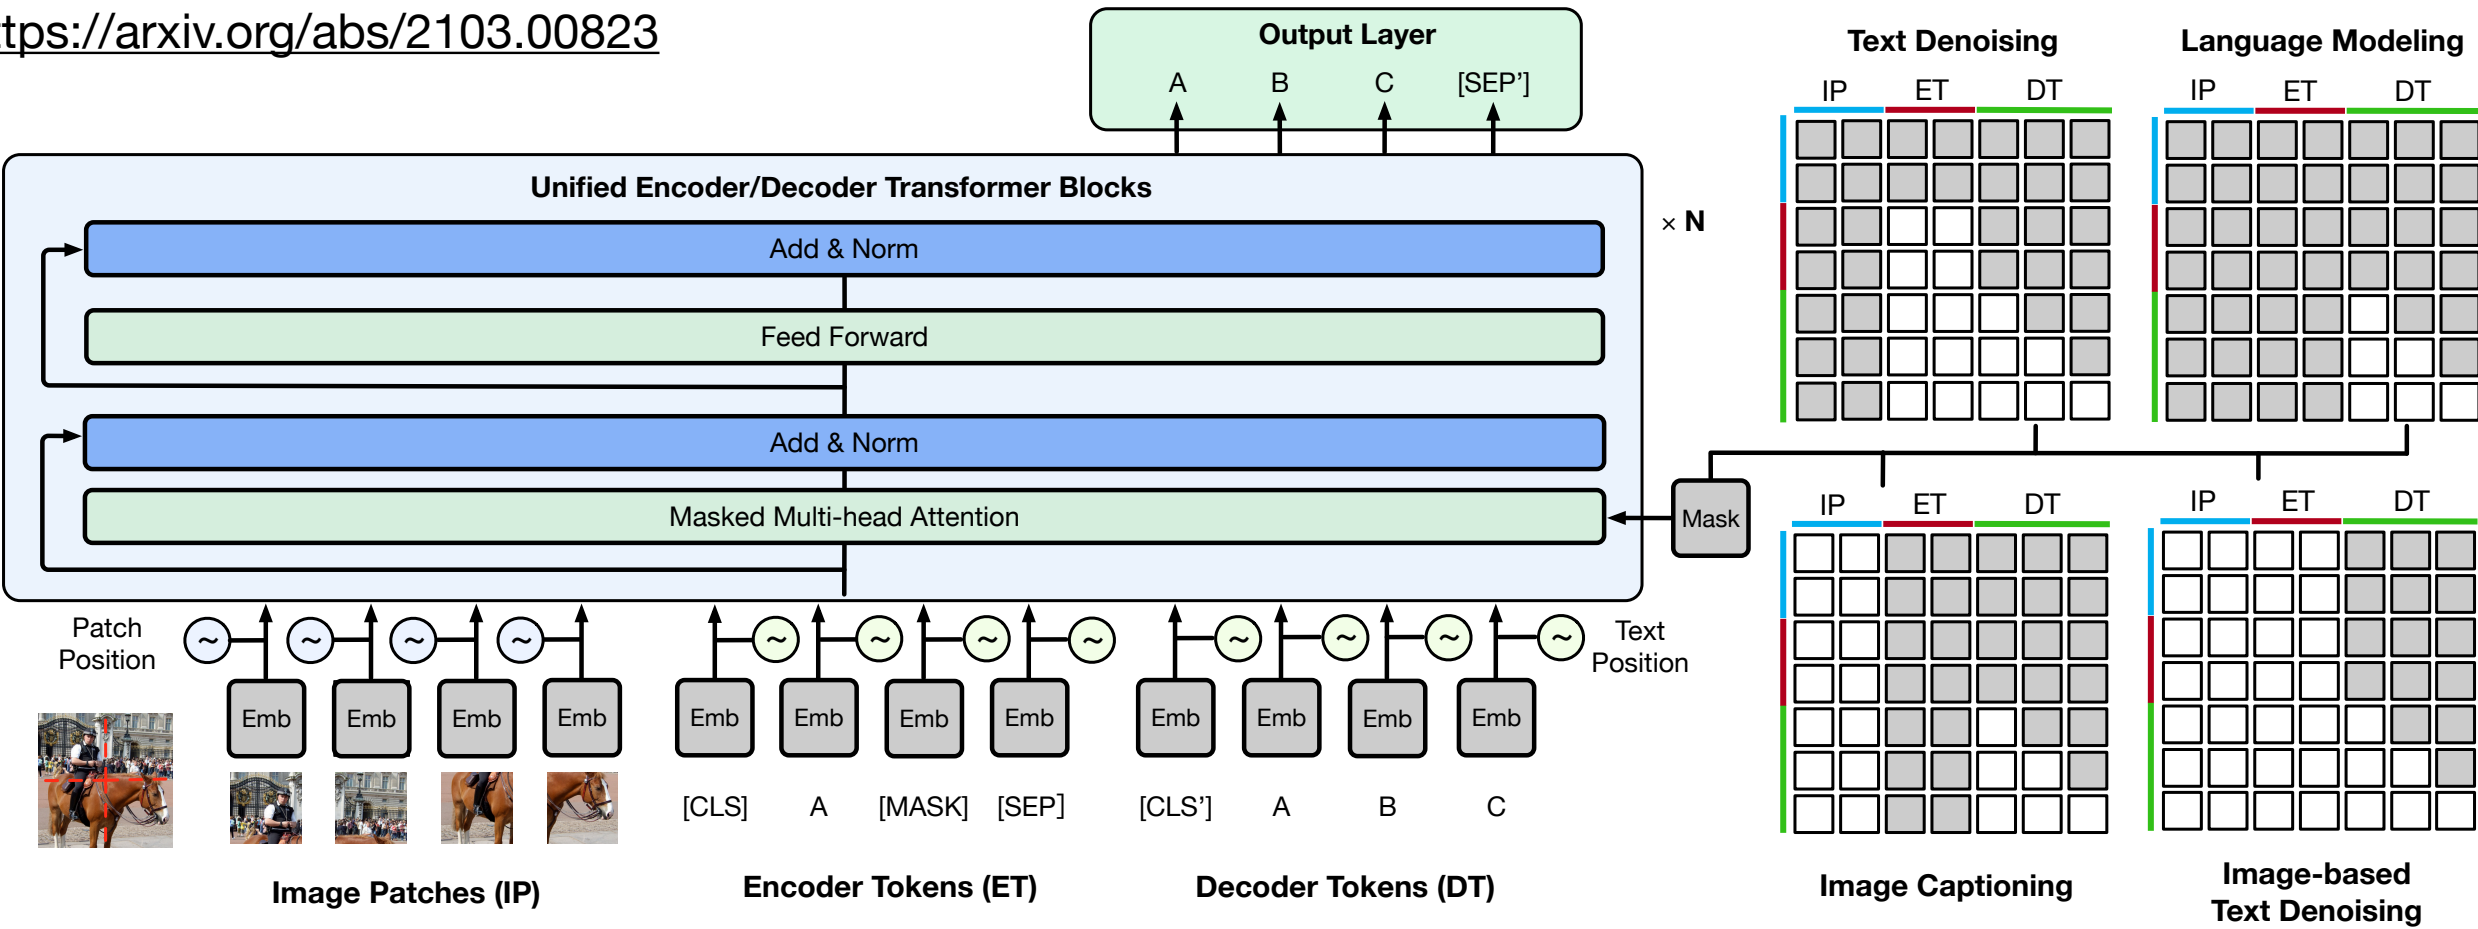 ttps://arxiv.org/abs/2103.00823
Output Layer
A B C [SEP']
Unified Encoder/Decoder Transformer Blocks
× N
Add & Norm
Feed Forward
Add & Norm
Masked Multi-head Attention
Mask
Patch
Position
~ ~ ~ ~ ~ ~ ~ ~ ~ ~ ~ ~
Text
Position
Emb Emb Emb Emb Emb Emb Emb Emb Emb Emb Emb Emb
[CLS] A [MASK] [SEP] [CLS'] A B C
Image Patches (IP)
Encoder Tokens (ET)
Decoder Tokens (DT)
Text Denoising
IP ET DT
Language Modeling
IP ET DT
IP ET DT
Image Captioning
IP ET DT
Image-based
Text Denoising